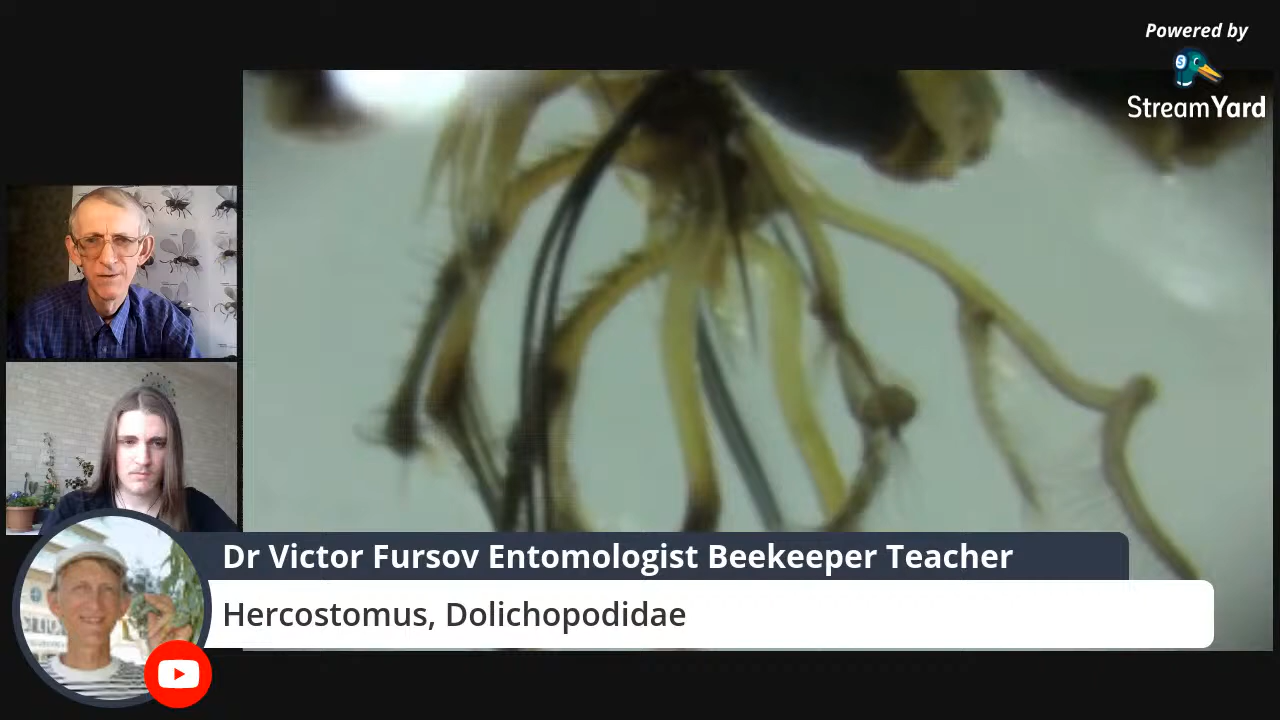 Powered by
StreamYard
Dr Victor Fursov Entomologist Beekeeper Teacher
Hercostomus, Dolichopodidae